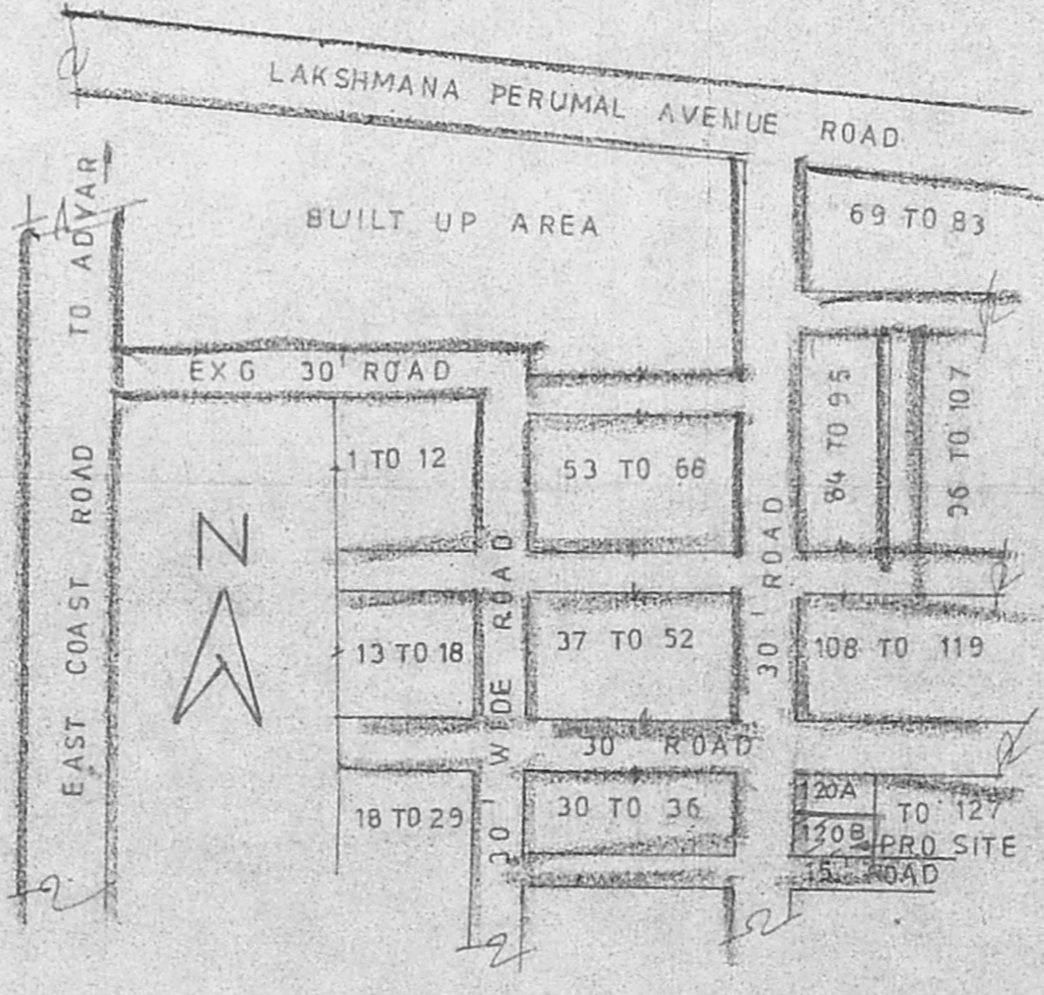 LAKSHMANA PERUMAL AVENUE ROAD
TO ADYAR
BUILT UP AREA
69 TO 83
EXG 30' ROAD
1 TO 12
53 TO 66
84 TO 95
96 TO 107
EAST COAST ROAD
N
30' WIDE ROAD
30' ROAD
13 TO 18
37 TO 52
108 TO 119
30' ROAD
18 TO 29
30 TO 36
120A
TO 127
120B
PRO SITE
15' ROAD